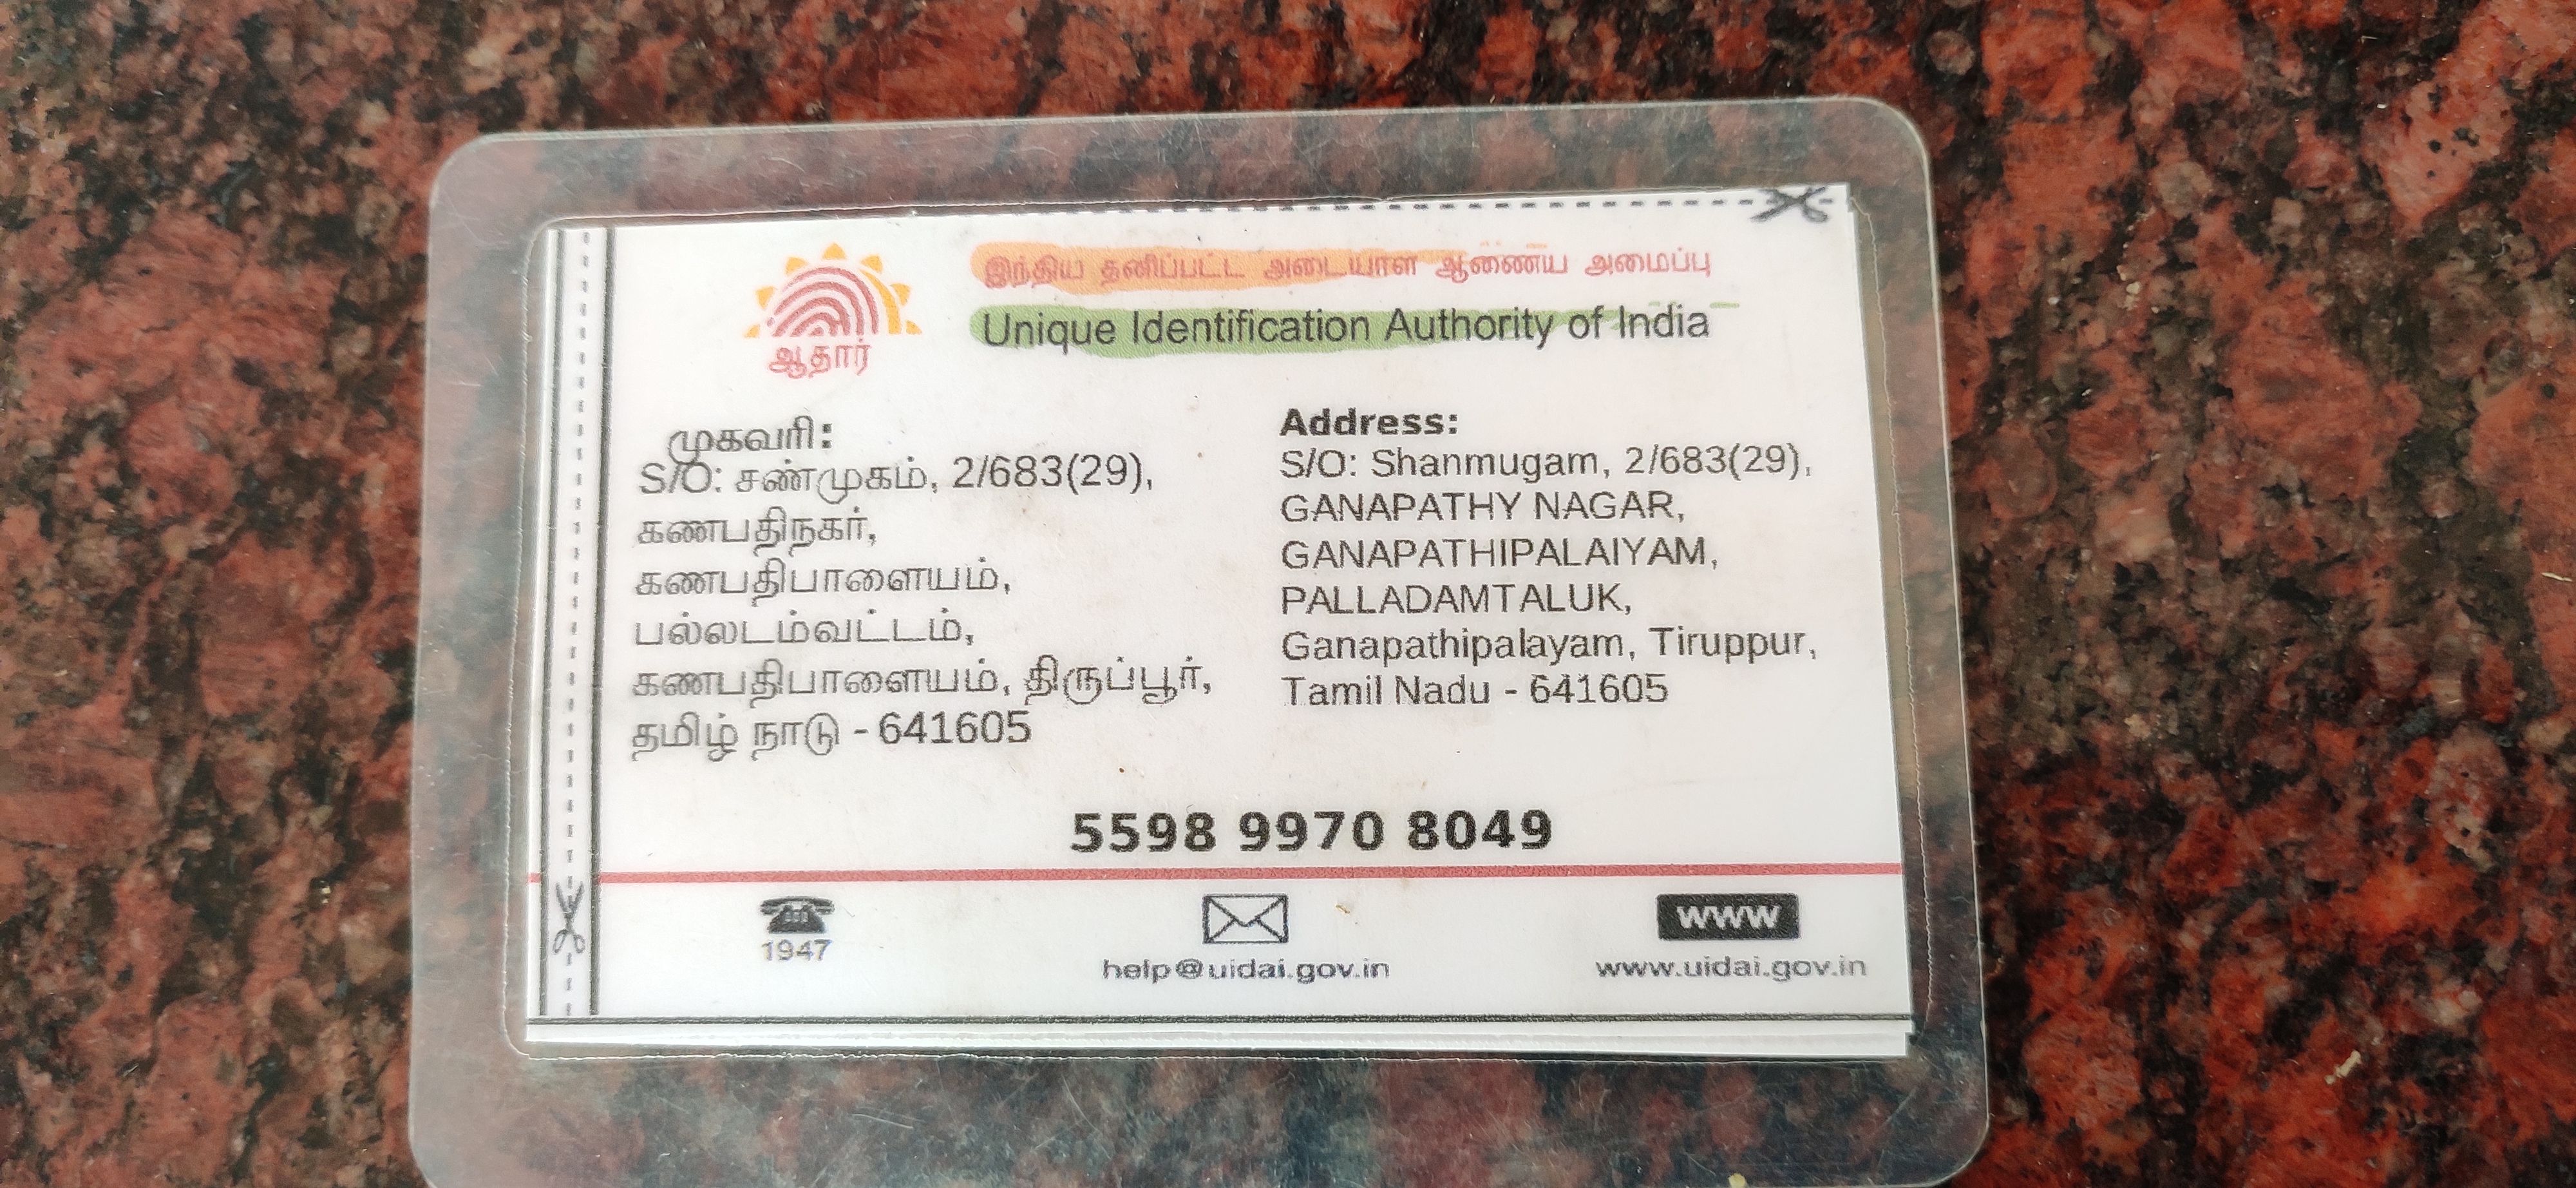 இந்திய தனிப்பட்ட அடையாள ஆணைய அமைப்பு
Unique Identification Authority of India
ஆதார்
முகவரி:
S/O: சண்முகம், 2/683(29),
கணபதிநகர்,
கணபதிபாளையம்,
பல்லடம்வட்டம்,
கணபதிபாளையம், திருப்பூர்,
தமிழ் நாடு - 641605
Address:
S/O: Shanmugam, 2/683(29),
GANAPATHY NAGAR,
GANAPATHIPALAIYAM,
PALLADAMTALUK,
Ganapathipalayam, Tiruppur,
Tamil Nadu - 641605
5598 9970 8049
1947
help@uidai.gov.in
WWW
www.uidai.gov.in